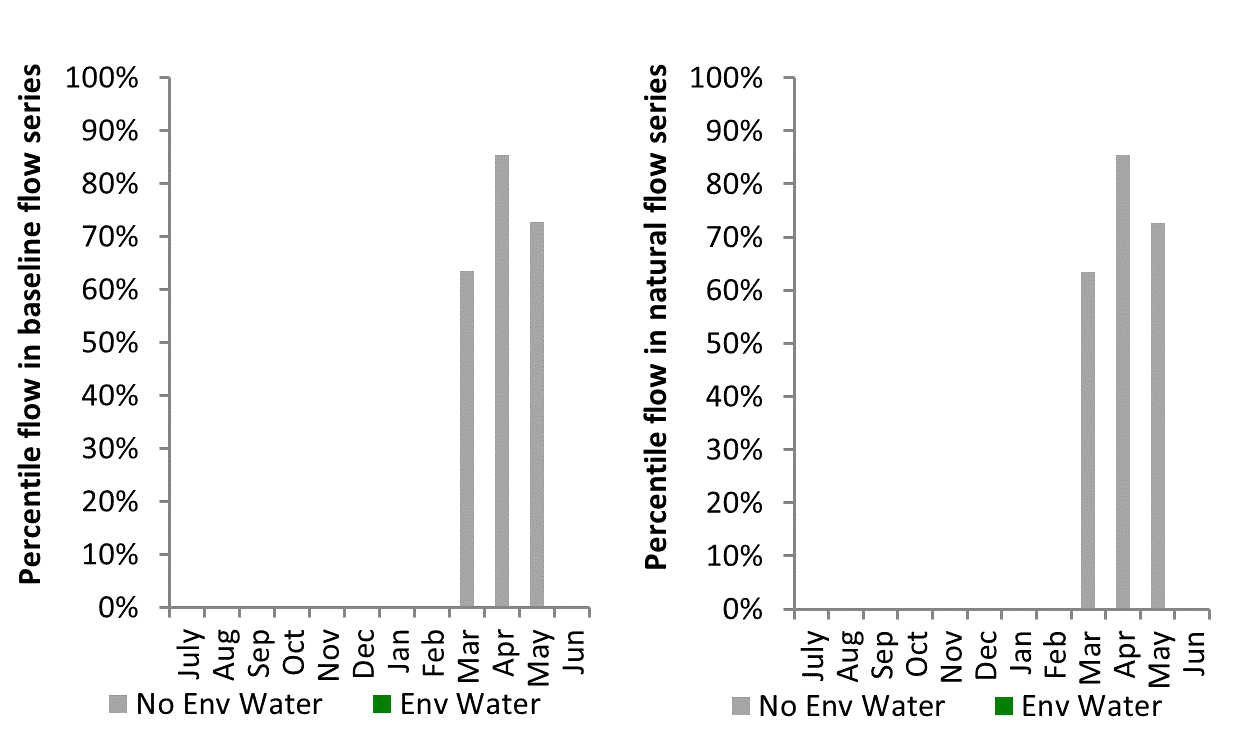 Percentile flow in baseline flow series
100%
90%
80%
70%
60%
50%
40%
30%
20%
10%
0%
July
Aug
Sep
Oct
Nov
Dec
Jan
Feb
Mar
Apr
May
Jun
No Env Water
Env Water
Percentile flow in natural flow series
100%
90%
80%
70%
60%
50%
40%
30%
20%
10%
0%
July
Aug
Sep
Oct
Nov
Dec
Jan
Feb
Mar
Apr
May
Jun
No Env Water
Env Water